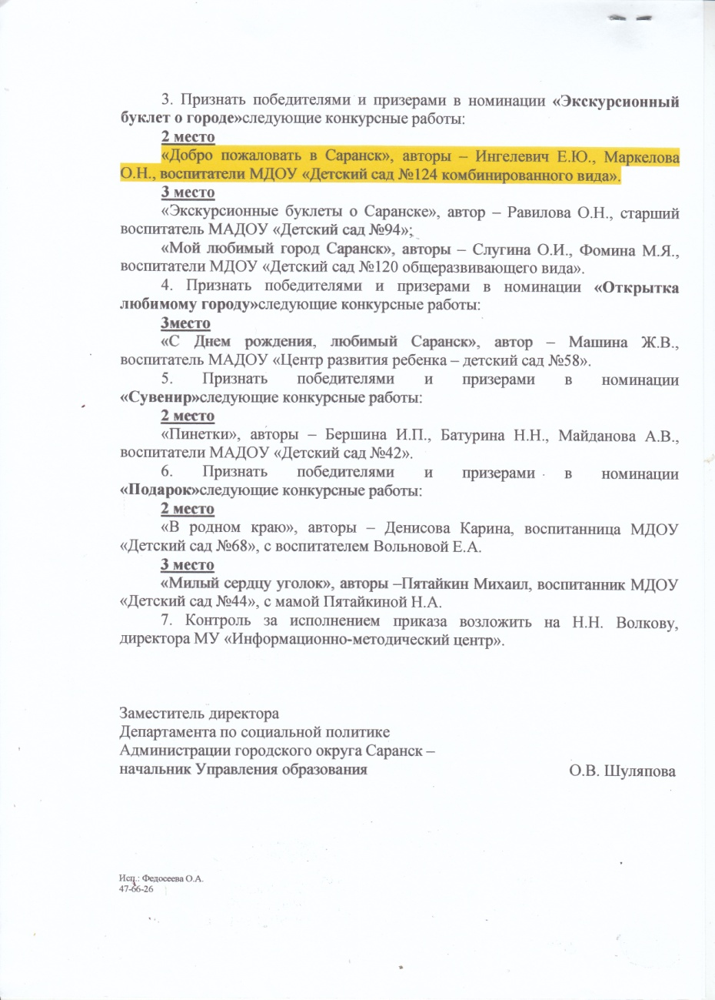 3. Признать победителями и призерами в номинации «Экскурсионный
буклет о городе»следующие конкурсные работы:
2 место
«Добро пожаловать в Саранск», авторы – Ингелевич Е.Ю., Маркелова
О.Н., воспитатели МДОУ «Детский сад №124 комбинированного вида».
3 место
«Экскурсионные буклеты о Саранске», автор – Равилова О.Н., старший
воспитатель МАДОУ «Детский сад №94»;
«Мой любимый город Саранск», авторы – Слугина О.И., Фомина М.Я.,
воспитатели МДОУ «Детский сад №120 общеразвивающего вида».
4. Признать победителями и призерами в номинации «Открытка
любимому городу»следующие конкурсные работы:
3место
«С Днем рождения, любимый Саранск», автор – Машина Ж.В.,
воспитатель МАДОУ «Центр развития ребенка – детский сад №58».
5. Признать победителями и призерами в номинации
«Сувенир»следующие конкурсные работы:
2 место
«Пинетки», авторы – Бершина И.П., Батурина Н.Н., Майданова А.В.,
воспитатели МАДОУ «Детский сад №42».
6. Признать победителями и призерами в номинации
«Подарок»следующие конкурсные работы:
2 место
«В родном краю», авторы – Денисова Карина, воспитанница МДОУ
«Детский сад №68», с воспитателем Вольновой Е.А.
3 место
«Милый сердцу уголок», авторы –Пятайкин Михаил, воспитанник МДОУ
«Детский сад №44», с мамой Пятайкиной Н.А.
7. Контроль за исполнением приказа возложить на Н.Н. Волкову,
директора МУ «Информационно-методический центр».
Заместитель директора
Департамента по социальной политике
Администрации городского округа Саранск –
начальник Управления образования О.В. Шуляпова
Исп.: Федосеева О.А.
47-66-26